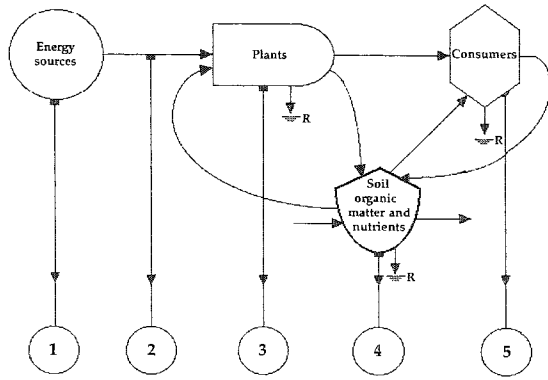 Energy
sources
Plants
Consumers
R
R
Soil
organic
matter and
nutrients
R
1
2
3
4
5